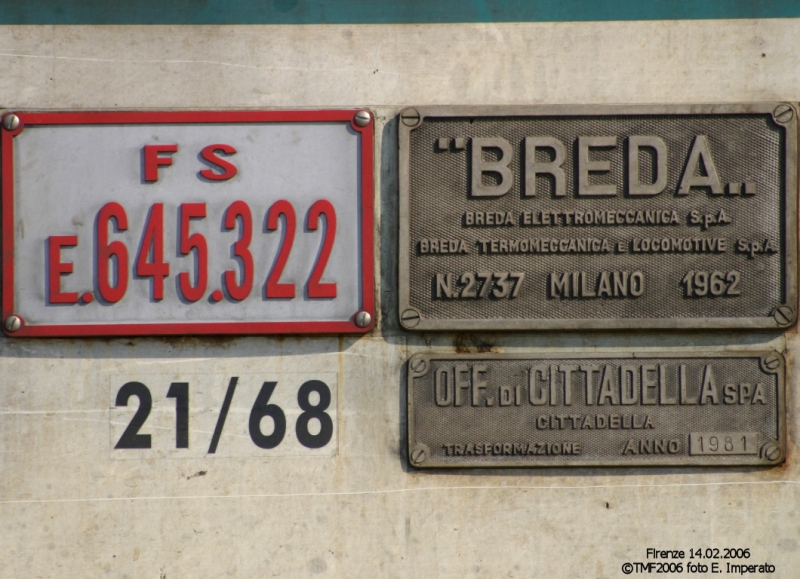 FS
E.645.322
21/68
"BREDA„
BREDA ELETTROMECCANICA S.p.A.
BREDA TERMOMECCANICA E LOCOMOTIVE S.p.A.
N.2737 MILANO 1962
OFF. DI CITTADELLA SPA
CITTADELLA
TRASFORMAZIONE ANNO 1981
Firenze 14.02.2006
©TMF2006 foto E. Imperato